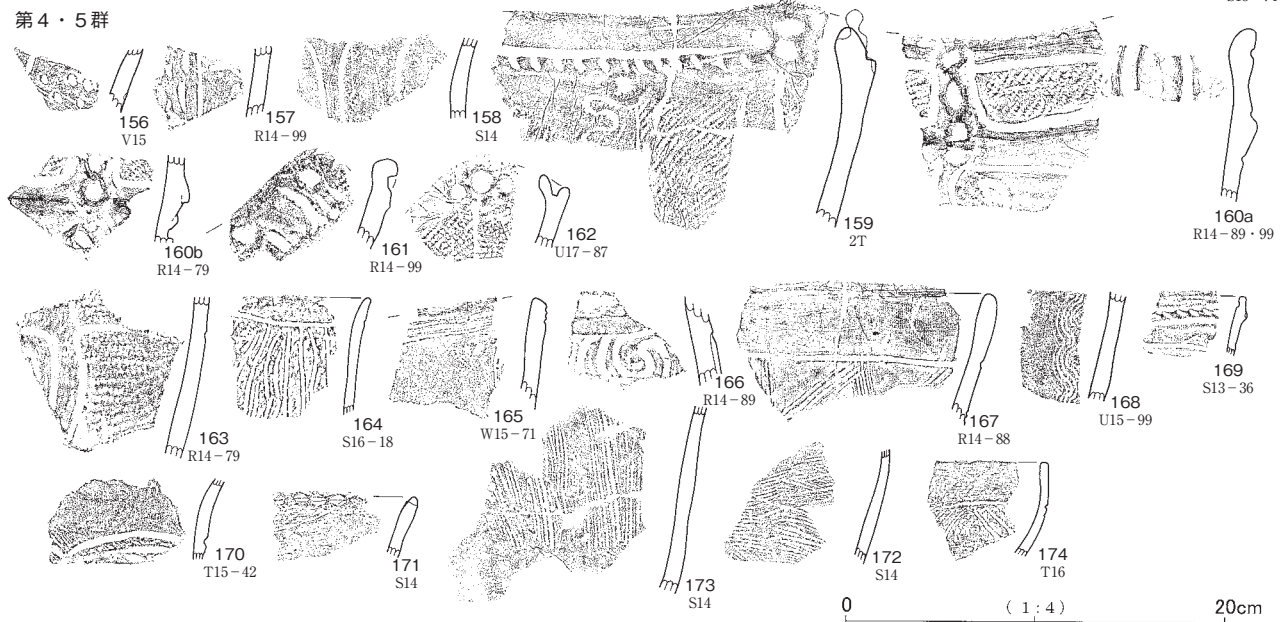 第4・5群
156
V15
157
R14-99
158
S14
159
2T
160a
R14-89・99
160b
R14-79
161
R14-99
162
U17-87
163
R14-79
164
S16-18
165
W15-71
166
R14-89
167
R14-88
168
U15-99
169
S13-36
170
T15-42
171
S14
173
S14
172
S14
174
T16
0 (1:4) 20cm